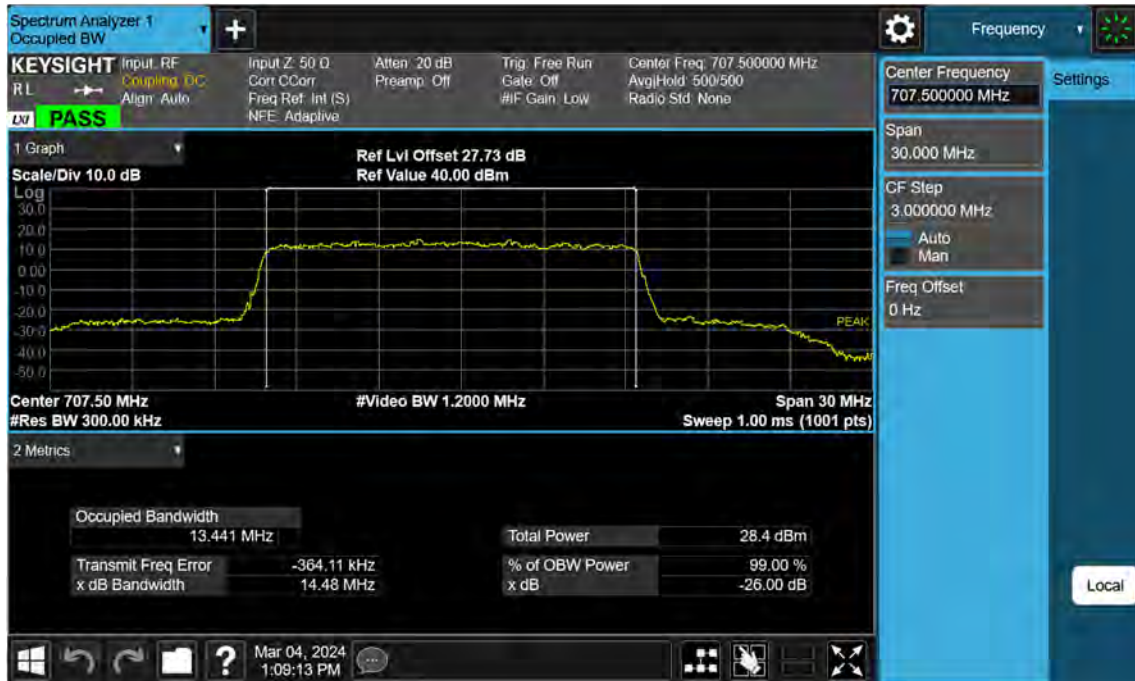 Spectrum Analyzer 1
Occupied BW
Frequency
KEYSIGHT
RL
LXI
PASS
Input: RF
Coupling: DC
Align: Auto
Input Z: 50 Ω
Corr CCorr
Freq Ref: Int (S)
NFE: Adaptive
Atten: 20 dB
Preamp: Off
Trig: Free Run
Gate: Off
#IF Gain: Low
Center Freq: 707.500000 MHz
Avg|Hold: 500/500
Radio Std: None
Center Frequency
707.500000 MHz
Settings
Span
30.000 MHz
CF Step
3.000000 MHz
Auto
Man
Freq Offset
0 Hz
Local
1 Graph
Scale/Div 10.0 dB
Ref Lvl Offset 27.73 dB
Ref Value 40.00 dBm
Log
30.0
20.0
10.0
0.00
-10.0
-20.0
-30.0
-40.0
-50.0
PEAK
Center 707.50 MHz
#Video BW 1.2000 MHz
Span 30 MHz
#Res BW 300.00 kHz
Sweep 1.00 ms (1001 pts)
2 Metrics
Occupied Bandwidth
13.441 MHz
Total Power 28.4 dBm
Transmit Freq Error -364.11 kHz
% of OBW Power 99.00 %
x dB Bandwidth 14.48 MHz
x dB -26.00 dB
Mar 04, 2024
1:09:13 PM